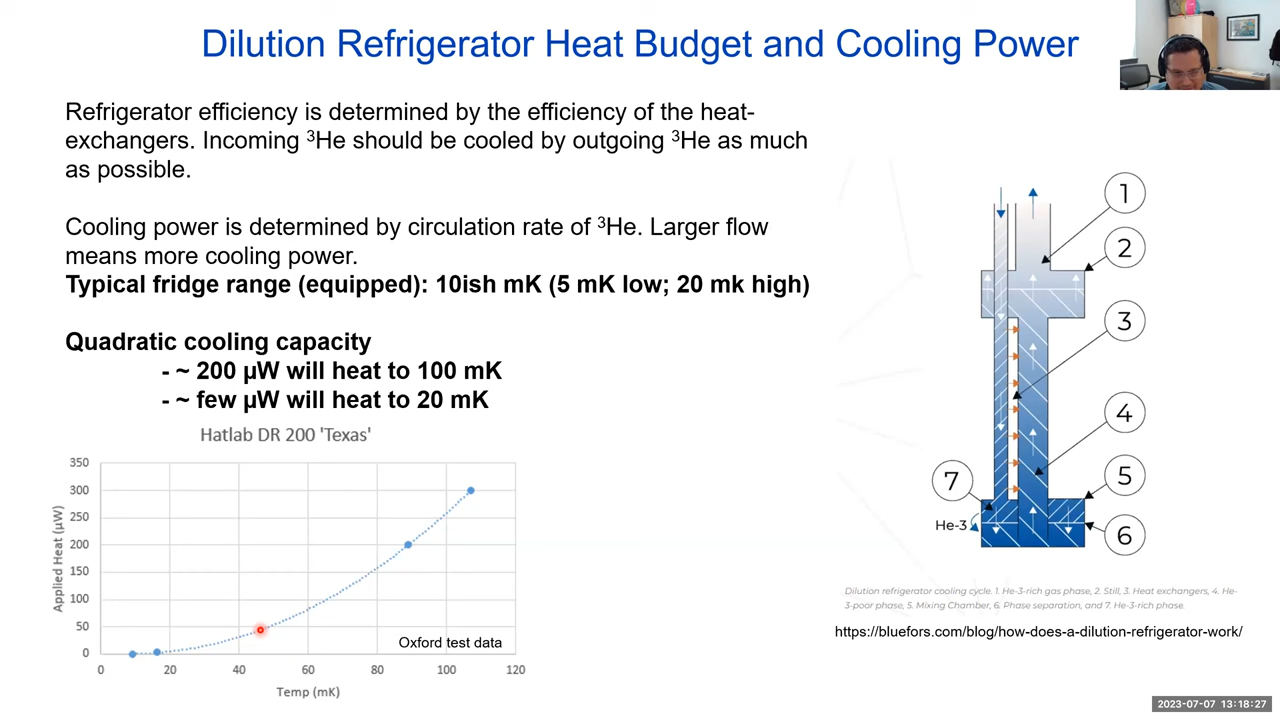 Dilution Refrigerator Heat Budget and Cooling Power
Refrigerator efficiency is determined by the efficiency of the heat-
exchangers. Incoming ³He should be cooled by outgoing ³He as much
as possible.
Cooling power is determined by circulation rate of ³He. Larger flow
means more cooling power.
Typical fridge range (equipped): 10ish mK (5 mK low; 20 mk high)
Quadratic cooling capacity
- ~ 200 µW will heat to 100 mK
- ~ few µW will heat to 20 mK
Hatlab DR 200 'Texas'
350
300
250
200
150
100
50
0
Applied Heat (µW)
0 20 40 60 80 100 120
Temp (mK)
Oxford test data
1
2
3
4
5
6
7
He-3
Dilution refrigerator cooling cycle. 1. He-3-rich gas phase, 2. Still, 3. Heat exchangers, 4. He-
3-poor phase, 5. Mixing Chamber, 6. Phase separation, and 7. He-3-rich phase.
https://bluefors.com/blog/how-does-a-dilution-refrigerator-work/
2023-07-07 13:18:27